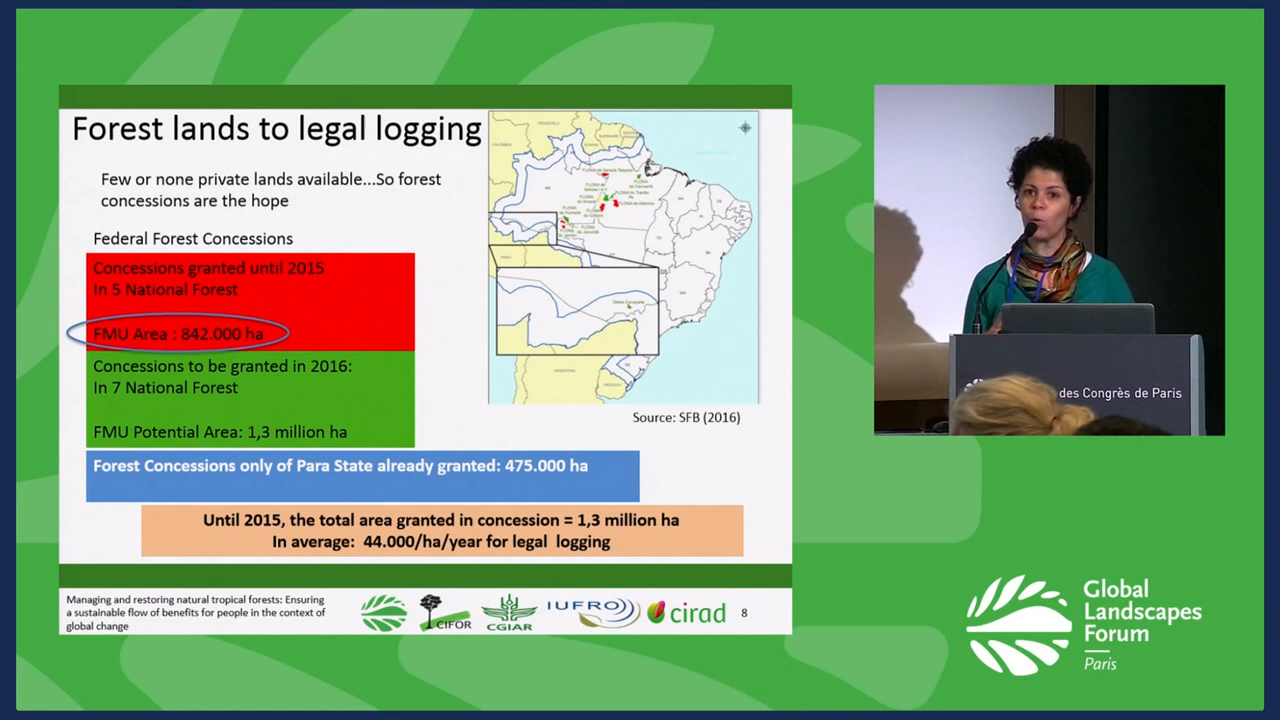 Forest lands to legal logging
Few or none private lands available...So forest
concessions are the hope
Federal Forest Concessions
Concessions granted until 2015
In 5 National Forest
FMU Area : 842.000 ha
Concessions to be granted in 2016:
In 7 National Forest
FMU Potential Area: 1,3 million ha
Source: SFB (2016)
Forest Concessions only of Para State already granted: 475.000 ha
Until 2015, the total area granted in concession = 1,3 million ha
In average: 44.000/ha/year for legal logging
Managing and restoring natural tropical forests: Ensuring
a sustainable flow of benefits for people in the context of
global change
CIFOR
CGIAR
IUFRO
cirad
8
des Congrès de Paris
Global
Landscapes
Forum
Paris